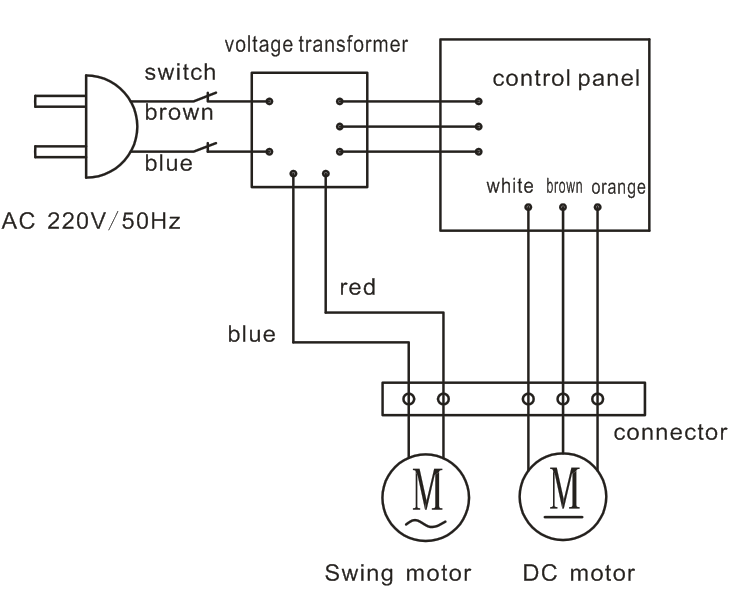 voltage transformer
switch
control panel
brown
blue
white brown orange
AC 220V/50Hz
red
blue
connector
M
M
Swing motor
DC motor